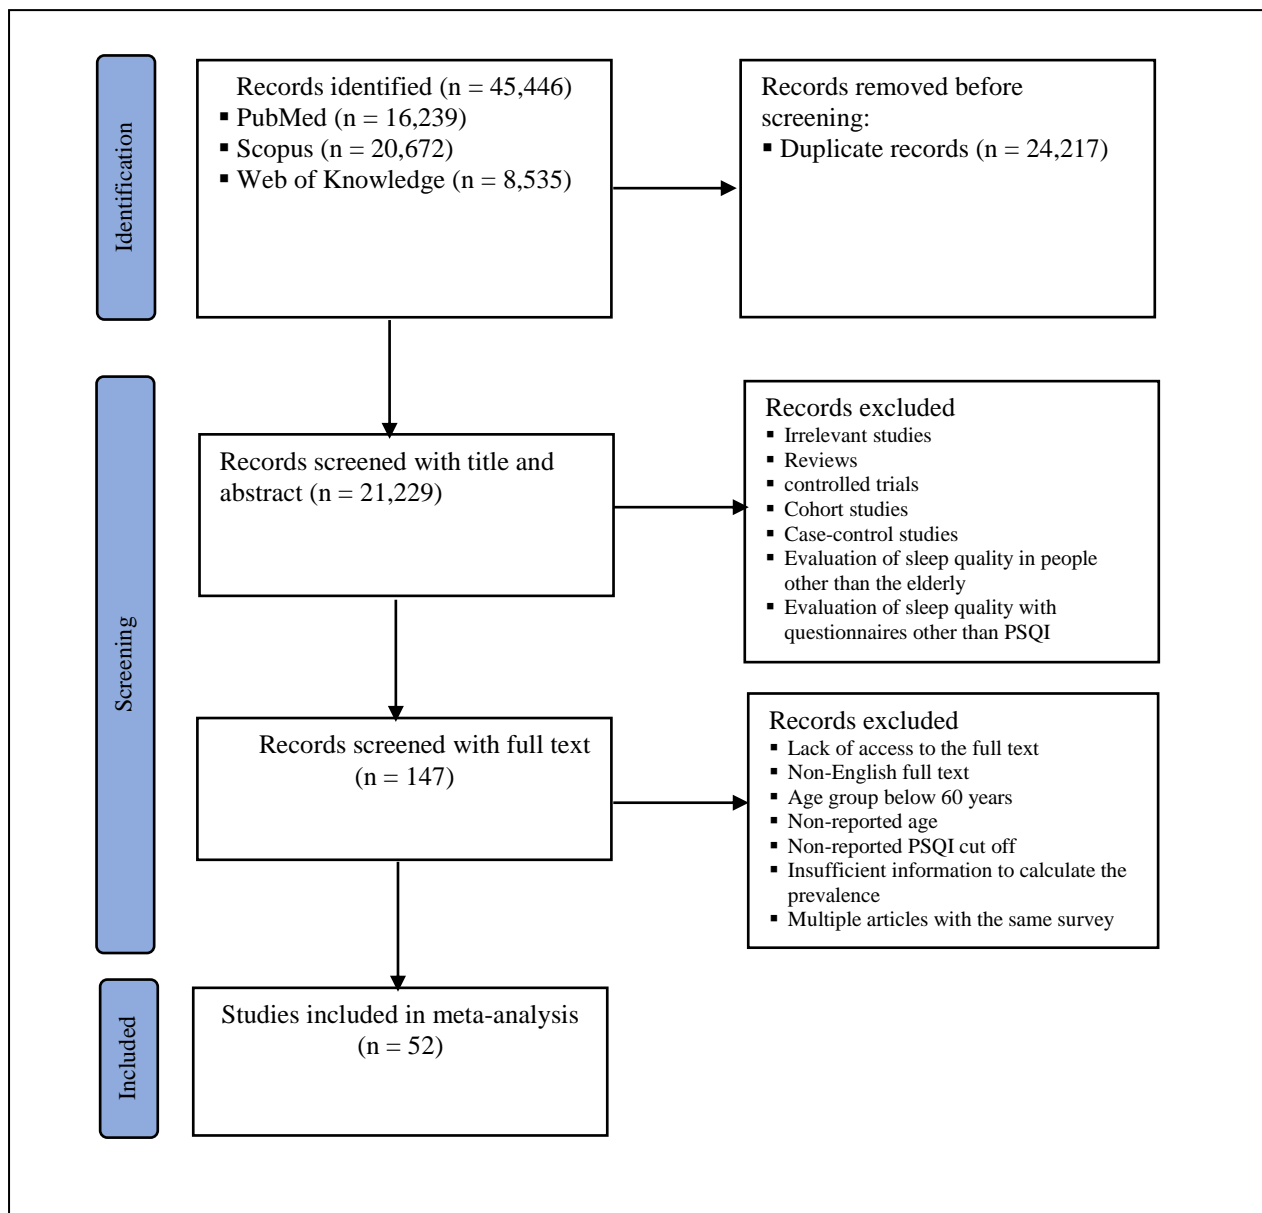 Identification
Records identified (n = 45,446)
▪ PubMed (n = 16,239)
▪ Scopus (n = 20,672)
▪ Web of Knowledge (n = 8,535)
Records removed before
screening:
▪ Duplicate records (n = 24,217)
Screening
Records screened with title and
abstract (n = 21,229)
Records excluded
▪ Irrelevant studies
▪ Reviews
▪ controlled trials
▪ Cohort studies
▪ Case-control studies
▪ Evaluation of sleep quality in people
other than the elderly
▪ Evaluation of sleep quality with
questionnaires other than PSQI
Records screened with full text
(n = 147)
Records excluded
▪ Lack of access to the full text
▪ Non-English full text
▪ Age group below 60 years
▪ Non-reported age
▪ Non-reported PSQI cut off
▪ Insufficient information to calculate the
prevalence
▪ Multiple articles with the same survey
Included
Studies included in meta-analysis
(n = 52)